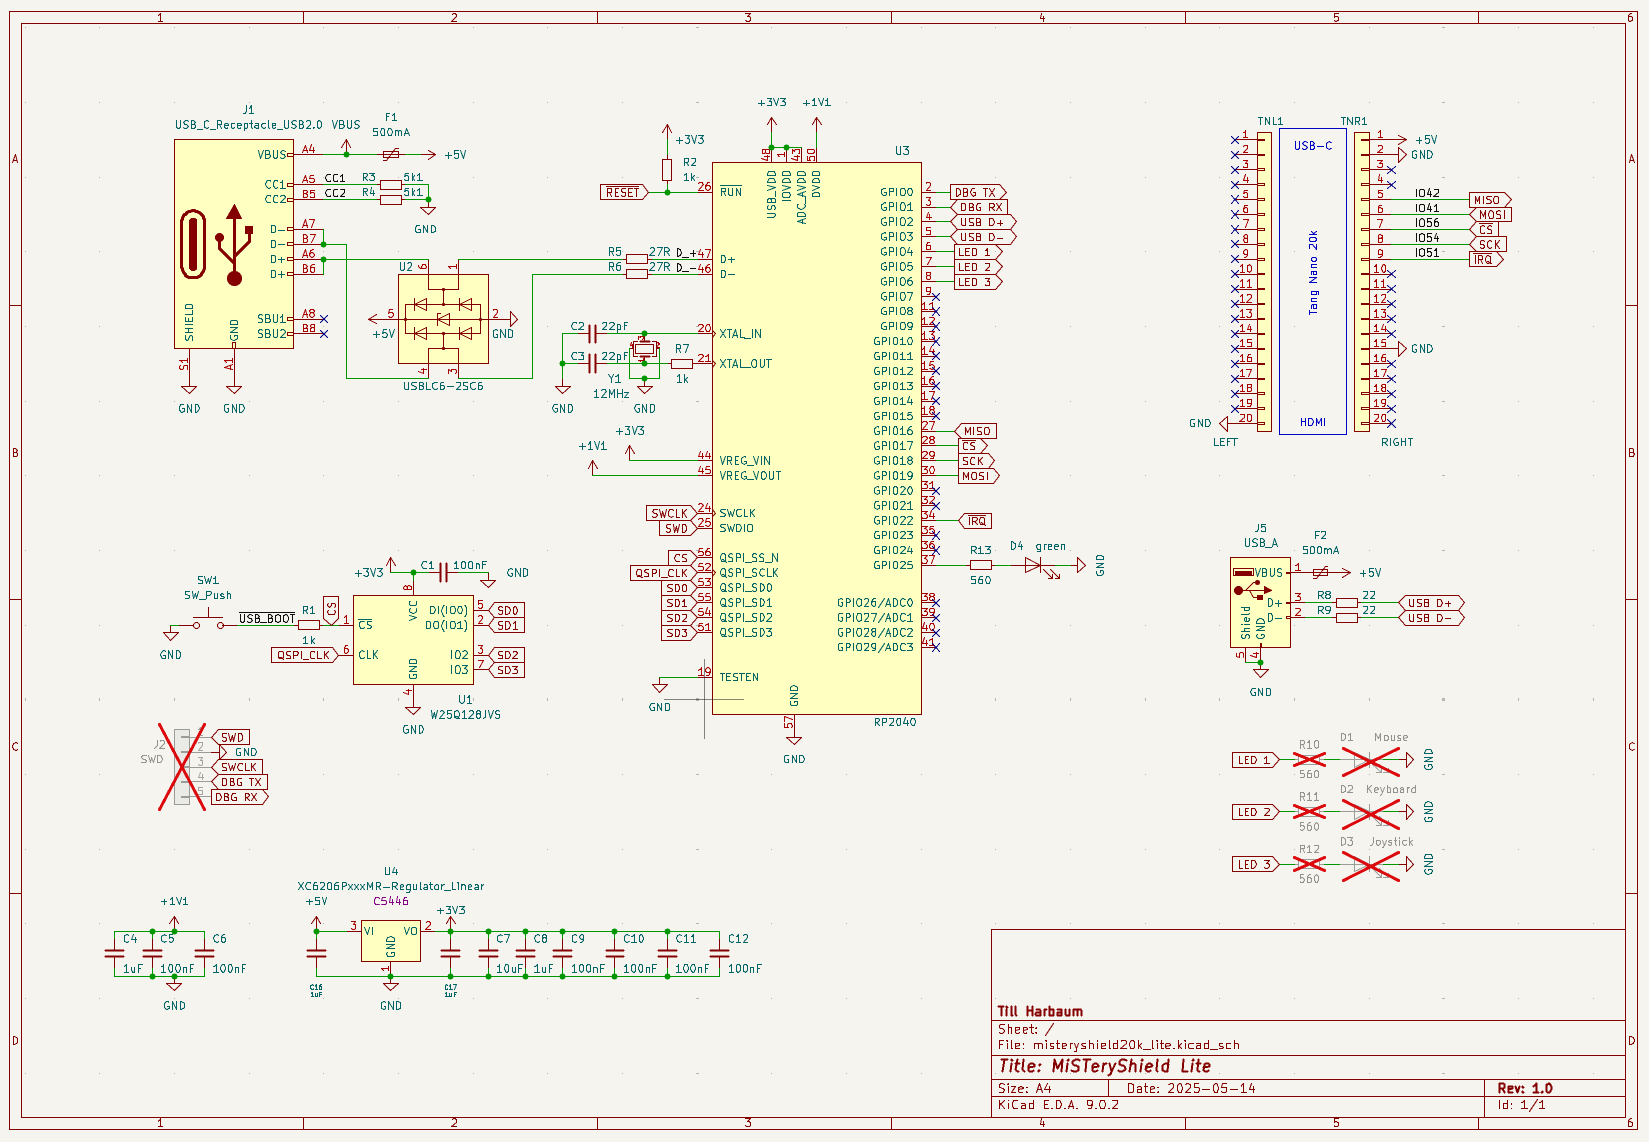 1 2 3 4 5 6
A
B
C
D
J1
USB_C_Receptacle_USB2.0
VBUS
F1
500mA
+5V
VBUS A4
CC1 A5 CC1 R3 5k1
CC2 B5 CC2 R4 5k1
GND
D- A7
D- B7
D+ A6
D+ B6
SBU1 A8
SBU2 B8
SHIELD
GND
S1
A1
GND
GND
U2
6
1
5
2
+5V
GND
4
3
USBLC6-2SC6
+3V3
R2
1k
RESET
R5 27R D_+
R6 27R D_-
C2 22pF
C3 22pF
R7
1k
Y1
12MHz
GND
GND
+3V3
+1V1
SWCLK
SWD
CS
QSPI_CLK
SD0
SD1
SD2
SD3
GND
+3V3
+1V1
U3
48
1
43
50
USB_VDD
IOVDD
ADC_AVDD
DVDD
26 RUN
47 D+
46 D-
20 XTAL_IN
21 XTAL_OUT
44 VREG_VIN
45 VREG_VOUT
24 SWCLK
25 SWDIO
56 QSPI_SS_N
52 QSPI_SCLK
53 QSPI_SD0
55 QSPI_SD1
54 QSPI_SD2
51 QSPI_SD3
19 TESTEN
GND
57
GND
RP2040
GPIO0 2 DBG TX
GPIO1 3 DBG RX
GPIO2 4 USB D+
GPIO3 5 USB D-
GPIO4 6 LED 1
GPIO5 7 LED 2
GPIO6 8 LED 3
GPIO7 9
GPIO8 11
GPIO9 12
GPIO10 13
GPIO11 14
GPIO12 15
GPIO13 16
GPIO14 17
GPIO15 18
GPIO16 27 MISO
GPIO17 28 CS
GPIO18 29 SCK
GPIO19 30 MOSI
GPIO20 31
GPIO21 32
GPIO22 34 IRQ
GPIO23 35
GPIO24 36
GPIO25 37
GPIO26/ADC0 38
GPIO27/ADC1 39
GPIO28/ADC2 40
GPIO29/ADC3 41
R13
560
D4 green
GND
TNL1
TNR1
USB-C
Tang Nano 20k
HDMI
1
2
3
4
5
6
7
8
9
10
11
12
13
14
15
16
17
18
19
20
GND
LEFT
1 +5V
2 GND
3
4
5 IO42 MISO
6 IO41 MOSI
7 IO56 CS
8 IO54 SCK
9 IO51 IRQ
10
11
12
13
14
15 GND
16
17
18
19
20
RIGHT
J5
USB_A
F2
500mA
VBUS 1 +5V
D+ 3 R8 22 USB D+
D- 2 R9 22 USB D-
Shield
GND
5
4
GND
SW1
SW_Push
GND
USB_BOOT
R1
1k
CS
+3V3
C1 100nF
GND
8
VCC
1 CS
6 CLK
QSPI_CLK
DI(IO0) 5 SD0
DO(IO1) 2 SD1
IO2 3 SD2
IO3 7 SD3
GND
4
GND
U1
W25Q128JVS
J2
SWD
1 SWD
2 GND
3 SWCLK
4 DBG TX
5 DBG RX
LED 1 R10 560 D1 Mouse GND
LED 2 R11 560 D2 Keyboard GND
LED 3 R12 560 D3 Joystick GND
+1V1
C4 C5 C6
1uF 100nF 100nF
GND
U4
XC6206PxxxMR-Regulator_Linear
C5446
+5V
3 VI
VO 2
+3V3
GND
1
GND
C16
1uF
C17
1uF
C7 C8 C9 C10 C11 C12
10uF 1uF 100nF 100nF 100nF 100nF
Till Harbaum
Sheet: /
File: misteryshield20k_lite.kicad_sch
Title: MiSTeryShield Lite
Size: A4 Date: 2025-05-14 Rev: 1.0
KiCad E.D.A. 9.0.2 Id: 1/1
1 2 3 4 5 6
A
B
C
D